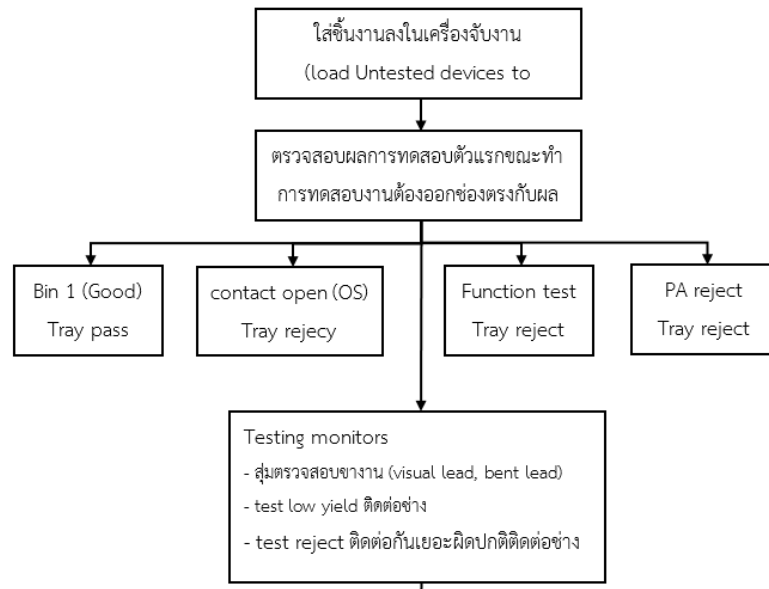 ใส่ชิ้นงานลงในเครื่องจับงาน
(load Untested devices to
ตรวจสอบผลการทดสอบตัวแรกขณะทำ
การทดสอบงานต้องออกช่องตรงกับผล
Bin 1 (Good)
Tray pass
contact open (OS)
Tray rejecy
Function test
Tray reject
PA reject
Tray reject
Testing monitors
- สุ่มตรวจสอบขางาน (visual lead, bent lead)
- test low yield ติดต่อช่าง
- test reject ติดต่อกันเยอะผิดปกติติดต่อช่าง